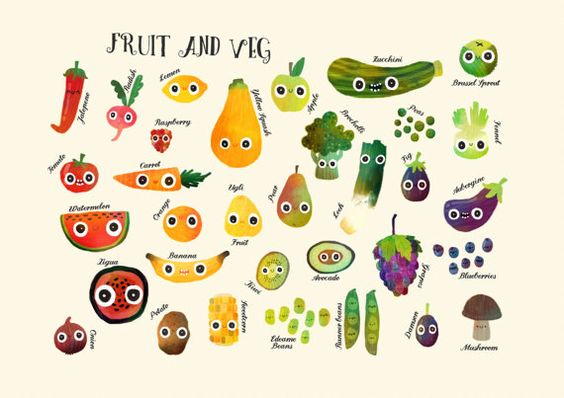 FRUIT AND VEG
Jalapeno
Radish
Lemon
Raspberry
Yellow Squash
Apple
Zucchini
Brussel Sprout
Brocholli
Peas
Fennel
Tomato
Carrot
Orange
Ugli
Fruit
Pear
Leek
Fig
Aubergine
Watermelon
Banana
Kiwi
Avocado
Grapes
Blueberries
Jigua
Onion
Potato
Sweetcorn
Edeame
Beans
Runner beans
Damson
Mushroom